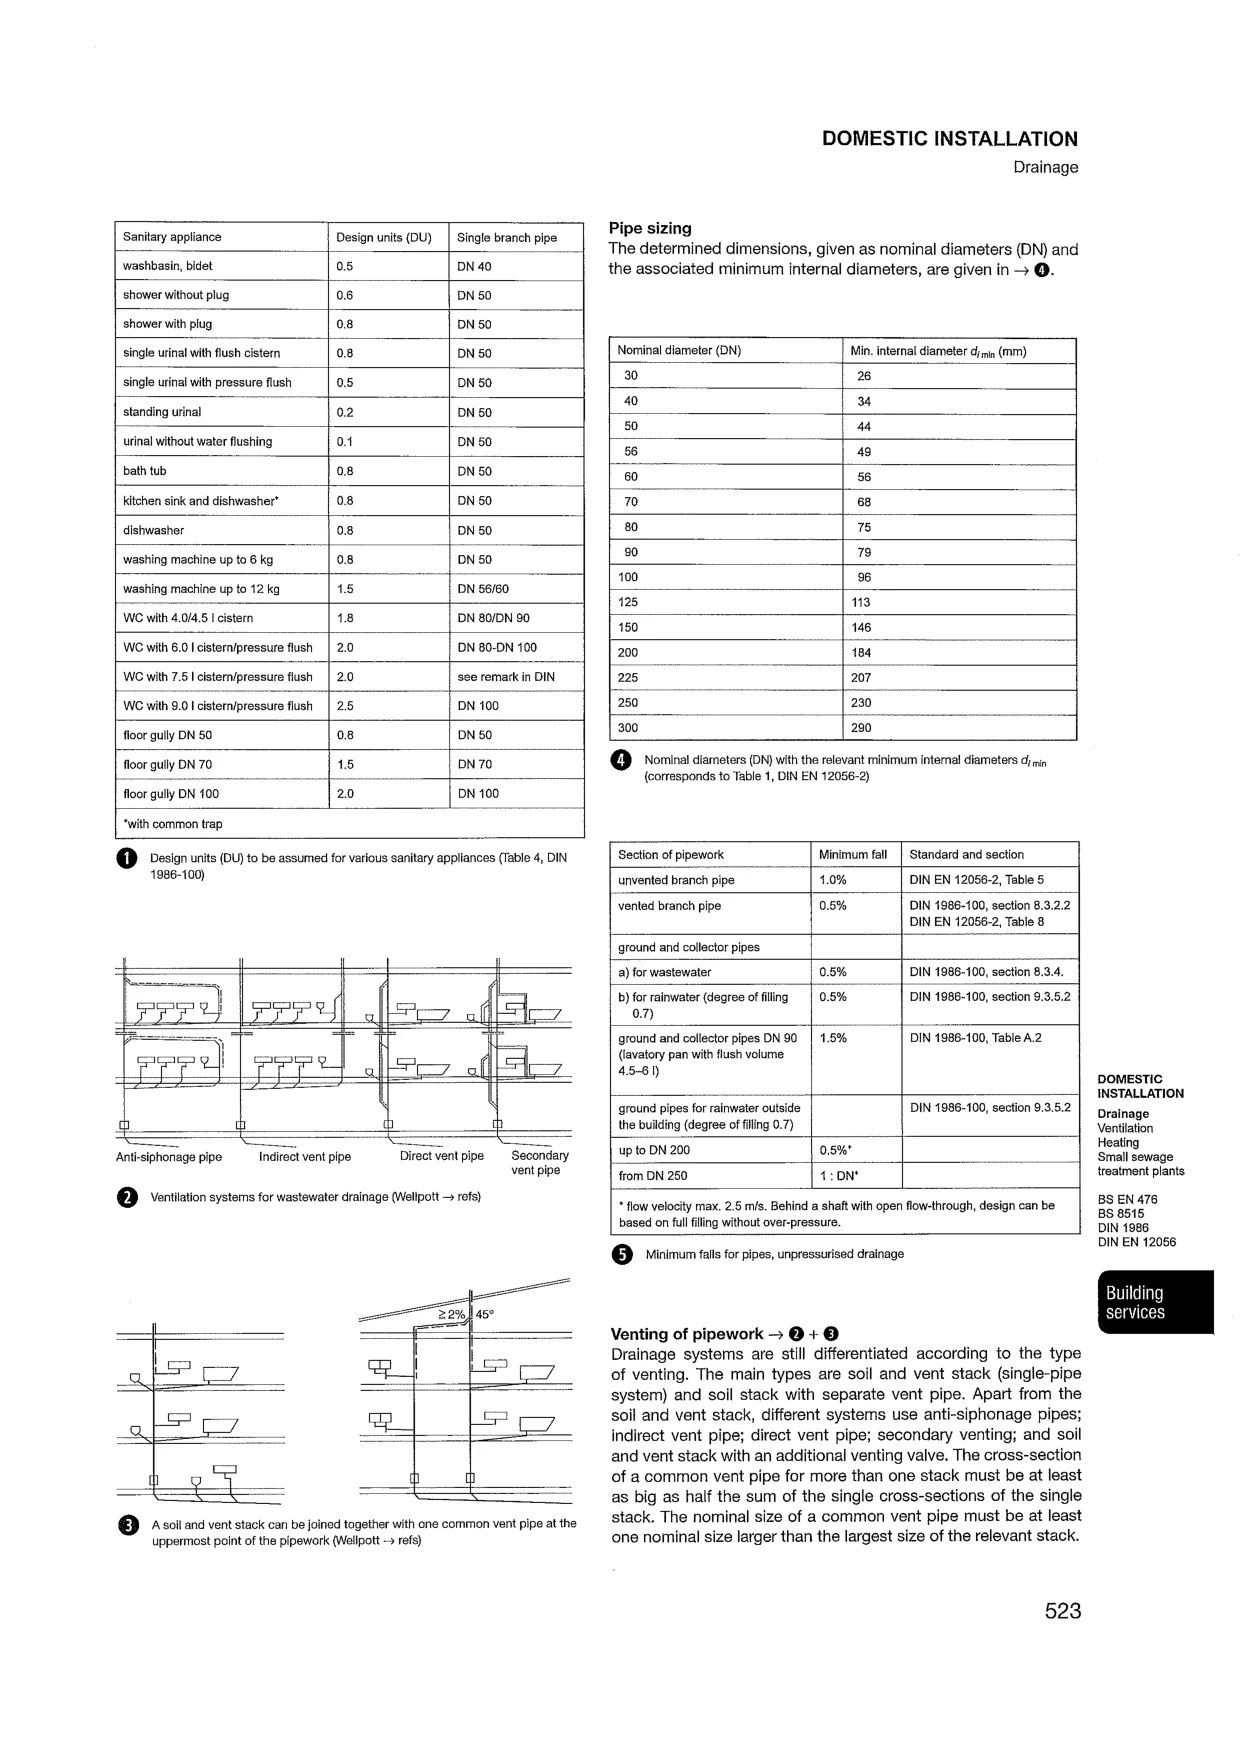 DOMESTIC INSTALLATION
Drainage
Sanitary appliance Design units (DU) Single branch pipe
washbasin, bidet 0.5 DN 40
shower without plug 0.6 DN 50
shower with plug 0.8 DN 50
single urinal with flush cistern 0.8 DN 50
single urinal with pressure flush 0.5 DN 50
standing urinal 0.2 DN 50
urinal without water flushing 0.1 DN 50
bath tub 0.8 DN 50
kitchen sink and dishwasher* 0.8 DN 50
dishwasher 0.8 DN 50
washing machine up to 6 kg 0.8 DN 50
washing machine up to 12 kg 1.5 DN 56/60
WC with 4.0/4.5 l cistern 1.8 DN 80/DN 90
WC with 6.0 l cistern/pressure flush 2.0 DN 80-DN 100
WC with 7.5 l cistern/pressure flush 2.0 see remark in DIN
WC with 9.0 l cistern/pressure flush 2.5 DN 100
floor gully DN 50 0.8 DN 50
floor gully DN 70 1.5 DN 70
floor gully DN 100 2.0 DN 100
*with common trap
1 Design units (DU) to be assumed for various sanitary appliances (Table 4, DIN
1986-100)
Anti-siphonage pipe Indirect vent pipe Direct vent pipe Secondary
vent pipe
2 Ventilation systems for wastewater drainage (Wellpott → refs)
≧2% 45°
3 A soil and vent stack can be joined together with one common vent pipe at the
uppermost point of the pipework (Wellpott → refs)
Pipe sizing
The determined dimensions, given as nominal diameters (DN) and
the associated minimum internal diameters, are given in → 4.
Nominal diameter (DN) Min. internal diameter di min (mm)
30 26
40 34
50 44
56 49
60 56
70 68
80 75
90 79
100 96
125 113
150 146
200 184
225 207
250 230
300 290
4 Nominal diameters (DN) with the relevant minimum internal diameters di min
(corresponds to Table 1, DIN EN 12056-2)
Section of pipework Minimum fall Standard and section
unvented branch pipe 1.0% DIN EN 12056-2, Table 5
vented branch pipe 0.5% DIN 1986-100, section 8.3.2.2
DIN EN 12056-2, Table 8
ground and collector pipes
a) for wastewater 0.5% DIN 1986-100, section 8.3.4.
b) for rainwater (degree of filling 0.5% DIN 1986-100, section 9.3.5.2
0.7)
ground and collector pipes DN 90 1.5% DIN 1986-100, Table A.2
(lavatory pan with flush volume
4.5–6 l)
ground pipes for rainwater outside DIN 1986-100, section 9.3.5.2
the building (degree of filling 0.7)
up to DN 200 0.5%*
from DN 250 1 : DN*
* flow velocity max. 2.5 m/s. Behind a shaft with open flow-through, design can be
based on full filling without over-pressure.
5 Minimum falls for pipes, unpressurised drainage
Venting of pipework → 2 + 3
Drainage systems are still differentiated according to the type
of venting. The main types are soil and vent stack (single-pipe
system) and soil stack with separate vent pipe. Apart from the
soil and vent stack, different systems use anti-siphonage pipes;
indirect vent pipe; direct vent pipe; secondary venting; and soil
and vent stack with an additional venting valve. The cross-section
of a common vent pipe for more than one stack must be at least
as big as half the sum of the single cross-sections of the single
stack. The nominal size of a common vent pipe must be at least
one nominal size larger than the largest size of the relevant stack.
DOMESTIC
INSTALLATION
Drainage
Ventilation
Heating
Small sewage
treatment plants
BS EN 476
BS 8515
DIN 1986
DIN EN 12056
Building
services
523